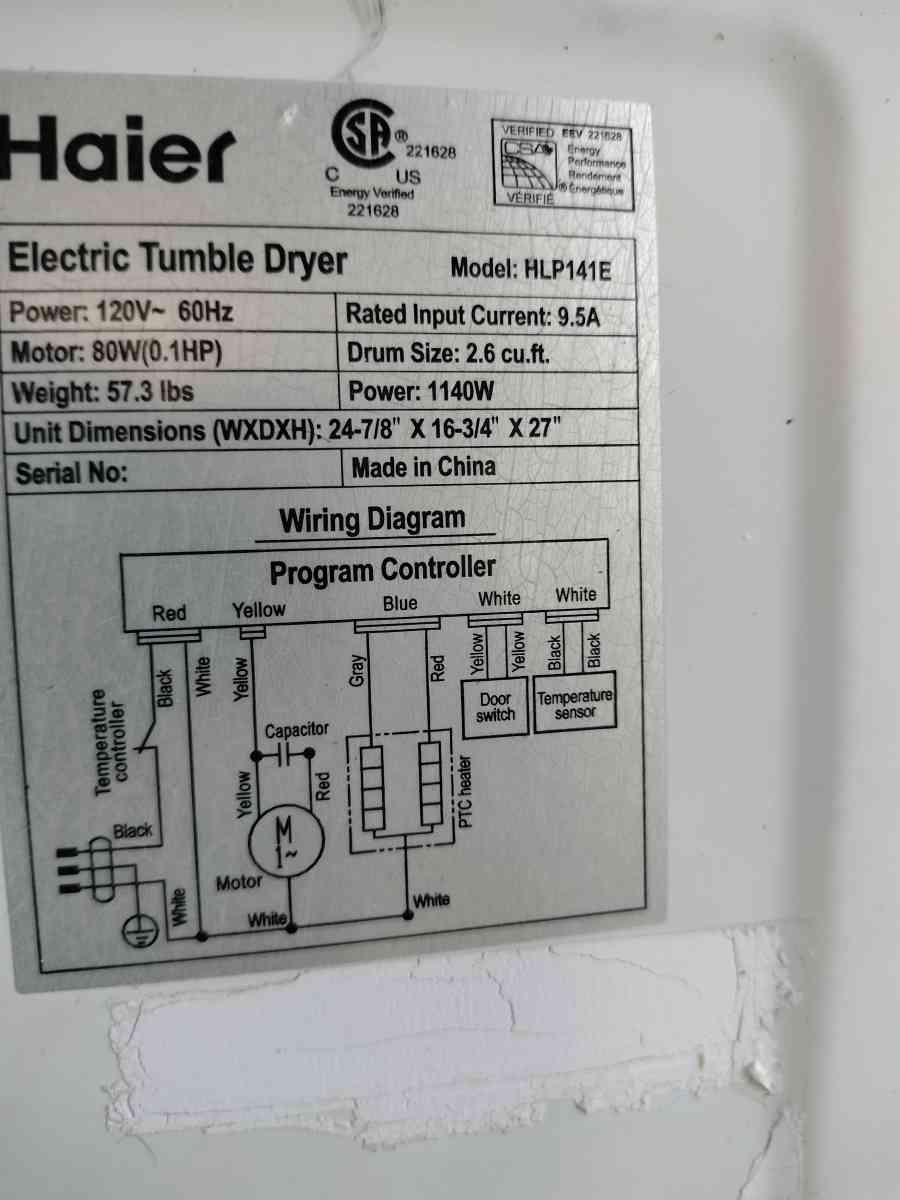 Haier
CSA® 221628
C US
Energy Verified
221628
VERIFIED EEV 221628
CSA Energy
Performance
Rendement
® Énergétique
VÉRIFIÉ
Electric Tumble Dryer Model: HLP141E
Power: 120V~ 60Hz Rated Input Current: 9.5A
Motor: 80W(0.1HP) Drum Size: 2.6 cu.ft.
Weight: 57.3 lbs Power: 1140W
Unit Dimensions (WXDXH): 24-7/8" X 16-3/4" X 27"
Serial No: Made in China
Wiring Diagram
Program Controller
Red Yellow Blue White White
Black White Yellow Gray Red Yellow Yellow Black Black
Temperature
controller
Door
switch
Temperature
sensor
Capacitor
Yellow Red
PTC heater
Black
M
1~
Motor
White White White